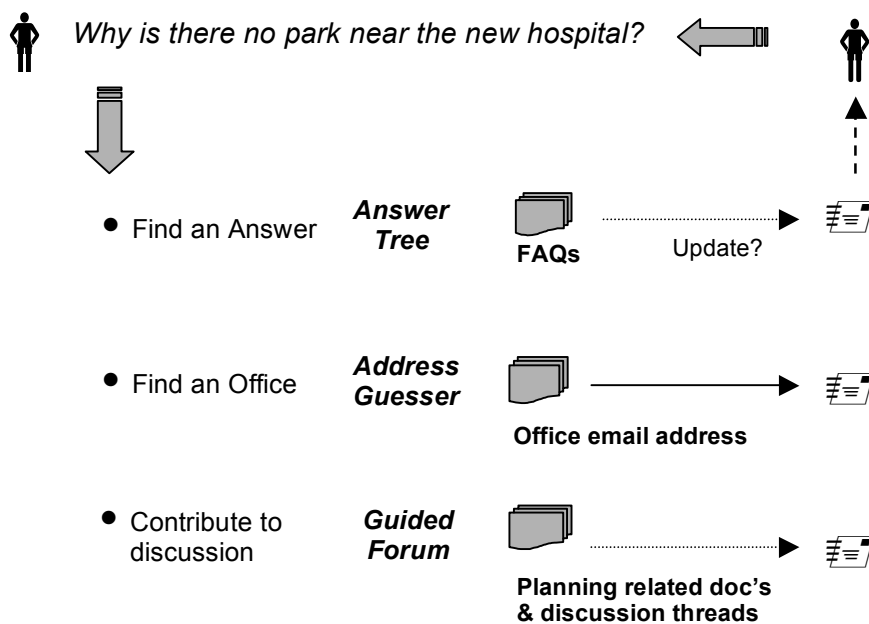 Why is there no park near the new hospital?
• Find an Answer
Answer
Tree
FAQs
Update?
• Find an Office
Address
Guesser
Office email address
• Contribute to
discussion
Guided
Forum
Planning related doc's
& discussion threads